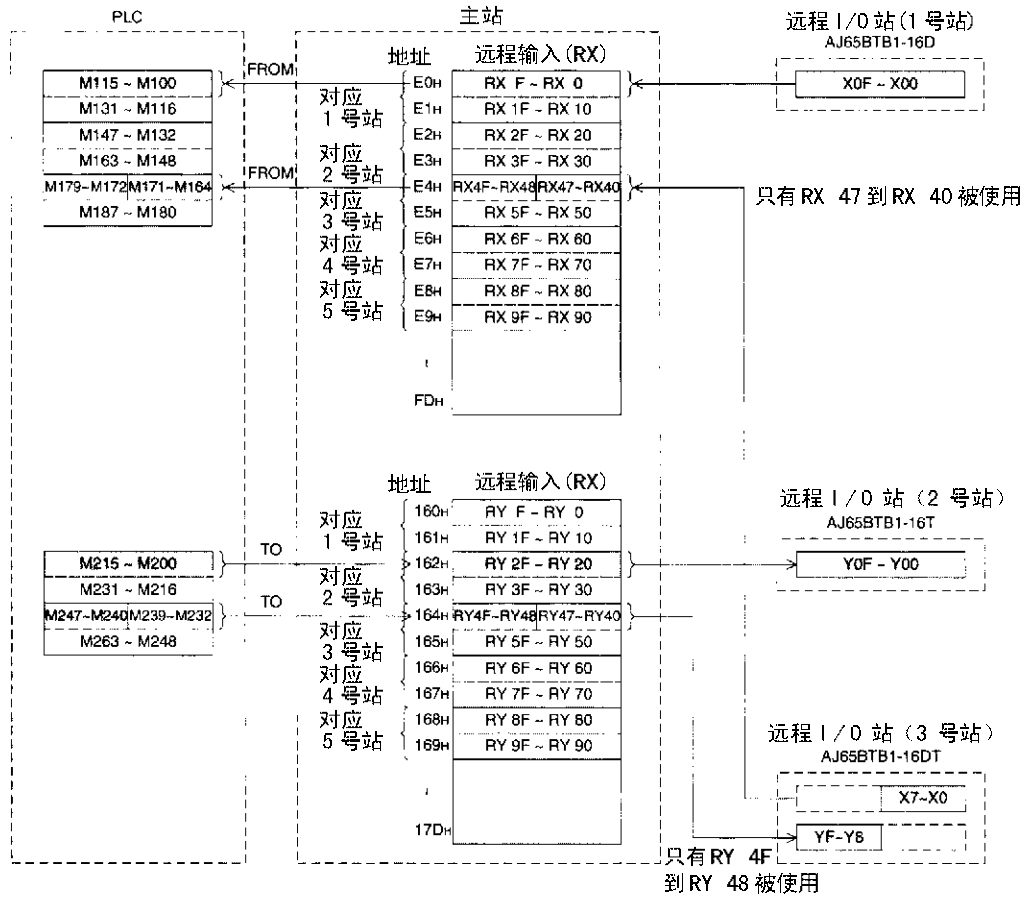 PLC
主站
远程 I/O 站(1 号站)
AJ65BTB1-16D
X0F ~ X00
地址
远程输入(RX)
M115 ~ M100
FROM
E0H
RX F ~ RX 0
M131 ~ M116
对应
1 号站
E1H
RX 1F ~ RX 10
M147 ~ M132
E2H
RX 2F ~ RX 20
M163 ~ M148
对应
2 号站
E3H
RX 3F ~ RX 30
M179~M172
M171~M164
FROM
E4H
RX4F~RX48
RX47~RX40
只有RX 47到RX 40被使用
M187 ~ M180
对应
3 号站
E5H
RX 5F ~ RX 50
对应
4 号站
E6H
RX 6F ~ RX 60
E7H
RX 7F ~ RX 70
对应
5 号站
E8H
RX 8F ~ RX 80
E9H
RX 9F ~ RX 90
FDH
地址
远程输入(RX)
远程 I/O 站（2 号站）
AJ65BTB1-16T
Y0F ~ Y00
对应
1 号站
160H
RY F ~ RY 0
161H
RY 1F ~ RY 10
M215 ~ M200
TO
162H
RY 2F ~ RY 20
M231 ~ M216
对应
2 号站
163H
RY 3F ~ RY 30
M247~M240
M239~M232
TO
164H
RY4F~RY48
RY47~RY40
M263 ~ M248
对应
3 号站
165H
RY 5F ~ RY 50
对应
4 号站
166H
RY 6F ~ RY 60
167H
RY 7F ~ RY 70
对应
5 号站
168H
RY 8F ~ RY 80
169H
RY 9F ~ RY 90
17DH
远程 I/O 站（3 号站）
AJ65BTB1-16DT
X7~X0
YF~Y8
只有RY 4F
到RY 48被使用